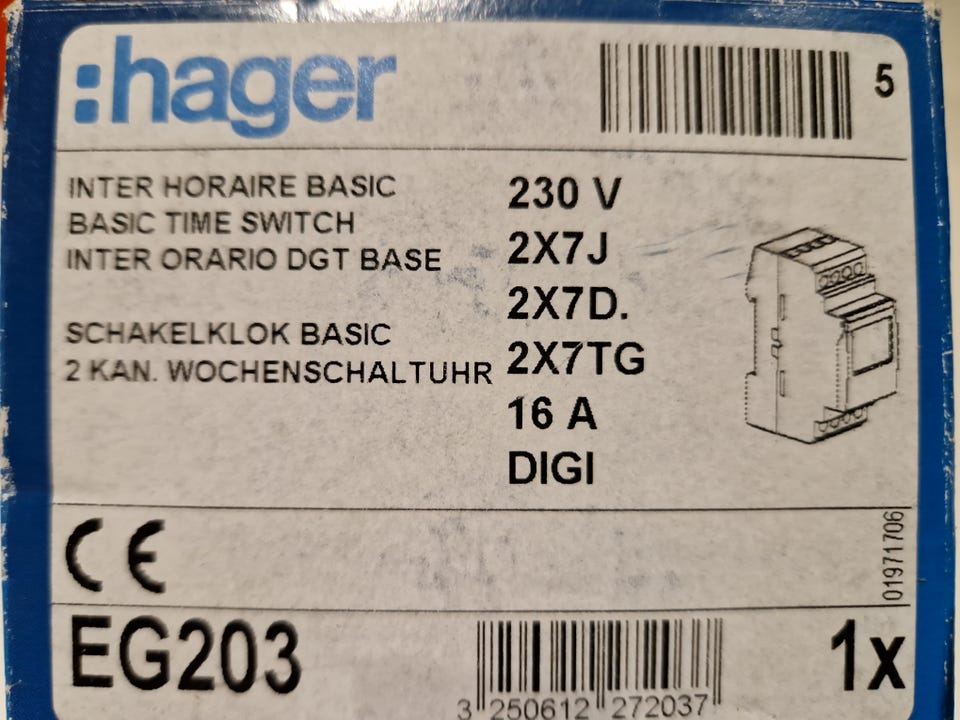 :hager
5
INTER HORAIRE BASIC
BASIC TIME SWITCH
INTER ORARIO DGT BASE
SCHAKELKLOK BASIC
2 KAN. WOCHENSCHALTUHR
230 V
2X7J
2X7D.
2X7TG
16 A
DIGI
CE
01971706
EG203
3 250612 272037
1x